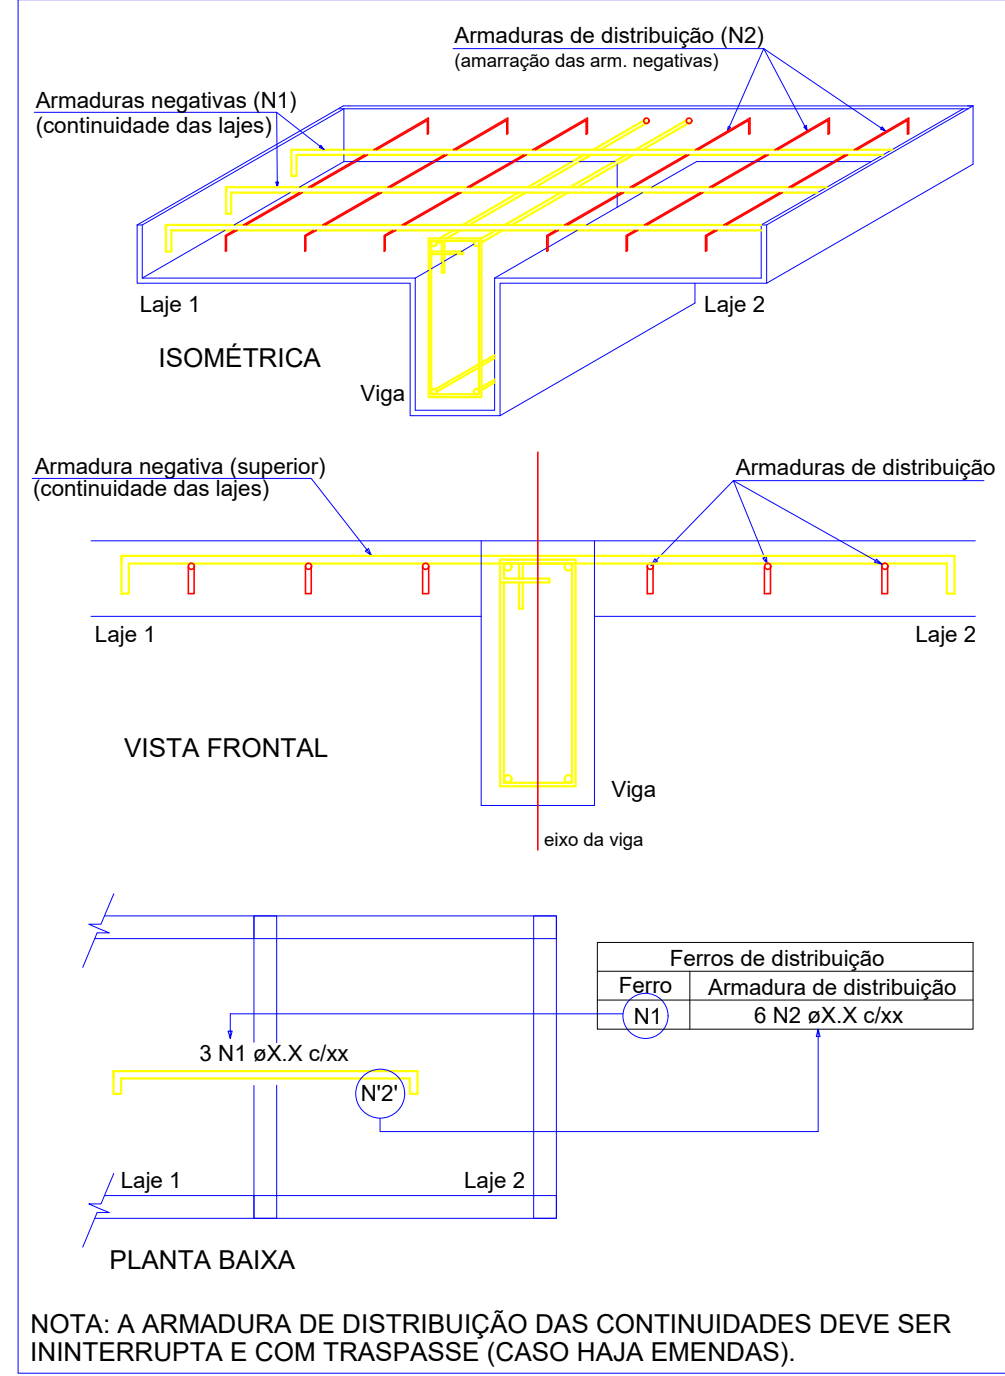 Armaduras de distribuição (N2)
(amarração das arm. negativas)
Armaduras negativas (N1)
(continuidade das lajes)
Laje 1
Laje 2
ISOMÉTRICA
Viga
Armadura negativa (superior)
(continuidade das lajes)
Armaduras de distribuição
Laje 1
Laje 2
VISTA FRONTAL
Viga
eixo da viga
Ferros de distribuição
Ferro
Armadura de distribuição
N1
6 N2 øX.X c/xx
3 N1 øX.X c/xx
N'2'
Laje 1
Laje 2
PLANTA BAIXA
NOTA: A ARMADURA DE DISTRIBUIÇÃO DAS CONTINUIDADES DEVE SER
ININTERRUPTA E COM TRASPASSE (CASO HAJA EMENDAS).